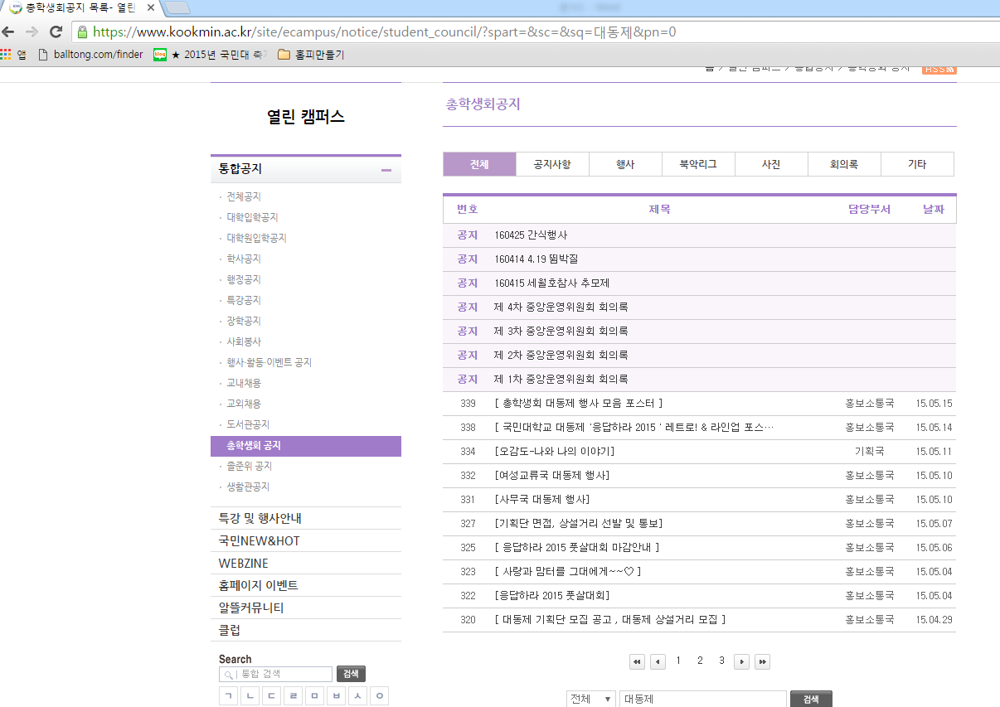 총학생회공지 목록- 열린
https://www.kookmin.ac.kr/site/ecampus/notice/student_council/?spart=&sc=&sq=대동제&pn=0
앱 balltong.com/finder blog ★ 2015년 국민대 축 홈피만들기
홈 > 열린 캠퍼스 > 통합공지 > 총학생회 공지 RSS
열린 캠퍼스
통합공지
· 전체공지
· 대학입학공지
· 대학원입학공지
· 학사공지
· 행정공지
· 특강공지
· 장학공지
· 사회봉사
· 행사·활동·이벤트 공지
· 교내채용
· 교외채용
· 도서관공지
총학생회 공지
· 졸준위 공지
· 생활관공지
특강 및 행사안내
국민NEW&HOT
WEBZINE
홈페이지 이벤트
알뜰커뮤니티
클럽
Search
통합 검색 검색
ㄱ ㄴ ㄷ ㄹ ㅁ ㅂ ㅅ ㅇ
총학생회공지
전체 공지사항 행사 북악리그 사진 회의록 기타
번호 제목 담당부서 날짜
공지 160425 간식행사
공지 160414 4.19 뜀박질
공지 160415 세월호참사 추모제
공지 제 4차 중앙운영위원회 회의록
공지 제 3차 중앙운영위원회 회의록
공지 제 2차 중앙운영위원회 회의록
공지 제 1차 중앙운영위원회 회의록
339 [ 총학생회 대동제 행사 모음 포스터 ] 홍보소통국 15.05.15
338 [ 국민대학교 대동제 '응답하라 2015 ' 레트로! & 라인업 포스… 홍보소통국 15.05.14
334 [오감도-나와 나의 이야기] 기획국 15.05.11
332 [여성교류국 대동제 행사] 홍보소통국 15.05.10
331 [사무국 대동제 행사] 홍보소통국 15.05.10
327 [기획단 면접, 상설거리 선발 및 통보] 홍보소통국 15.05.07
325 [ 응답하라 2015 풋살대회 마감안내 ] 홍보소통국 15.05.06
323 [ 사랑과 맘터를 그대에게~~♡ ] 홍보소통국 15.05.04
322 [응답하라 2015 풋살대회] 홍보소통국 15.05.04
320 [ 대동제 기획단 모집 공고 , 대동제 상설거리 모집 ] 홍보소통국 15.04.29
1 2 3
전체 대동제 검색